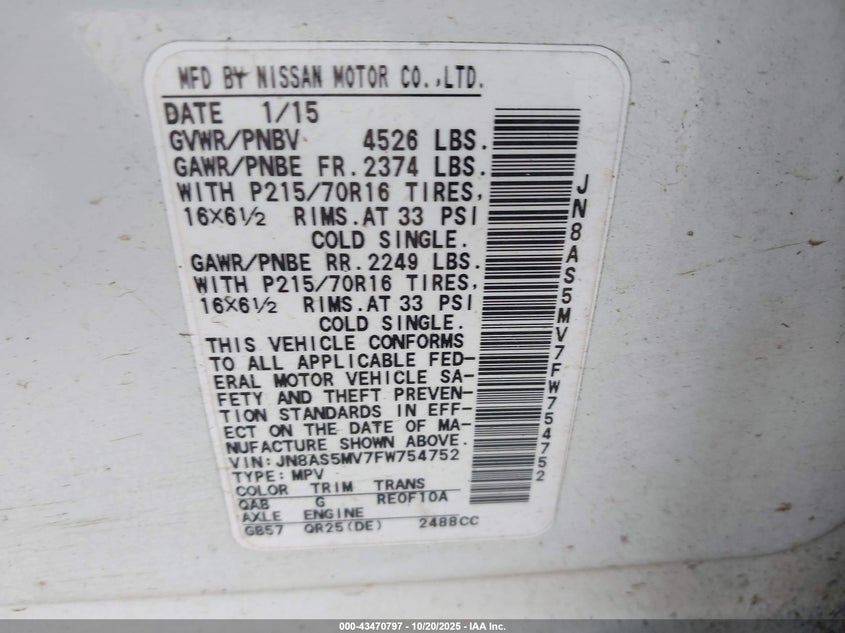 MFD BY NISSAN MOTOR CO.,LTD.
DATE 1/15
GVWR/PNBV 4526 LBS.
GAWR/PNBE FR. 2374 LBS.
WITH P215/70R16 TIRES,
16×6½ RIMS. AT 33 PSI
COLD SINGLE.
GAWR/PNBE RR. 2249 LBS.
WITH P215/70R16 TIRES,
16×6½ RIMS. AT 33 PSI
COLD SINGLE.
THIS VEHICLE CONFORMS
TO ALL APPLICABLE FED-
ERAL MOTOR VEHICLE SA-
FETY AND THEFT PREVEN-
TION STANDARDS IN EFF-
ECT ON THE DATE OF MA-
NUFACTURE SHOWN ABOVE.
VIN: JN8AS5MV7FW754752
TYPE: MPV
COLOR TRIM TRANS
QAB G RE0F10A
AXLE ENGINE
GB57 QR25(DE) 2488CC
JN8AS5MV7FW754752
000-43470797 - 10/20/2025 - IAA Inc.